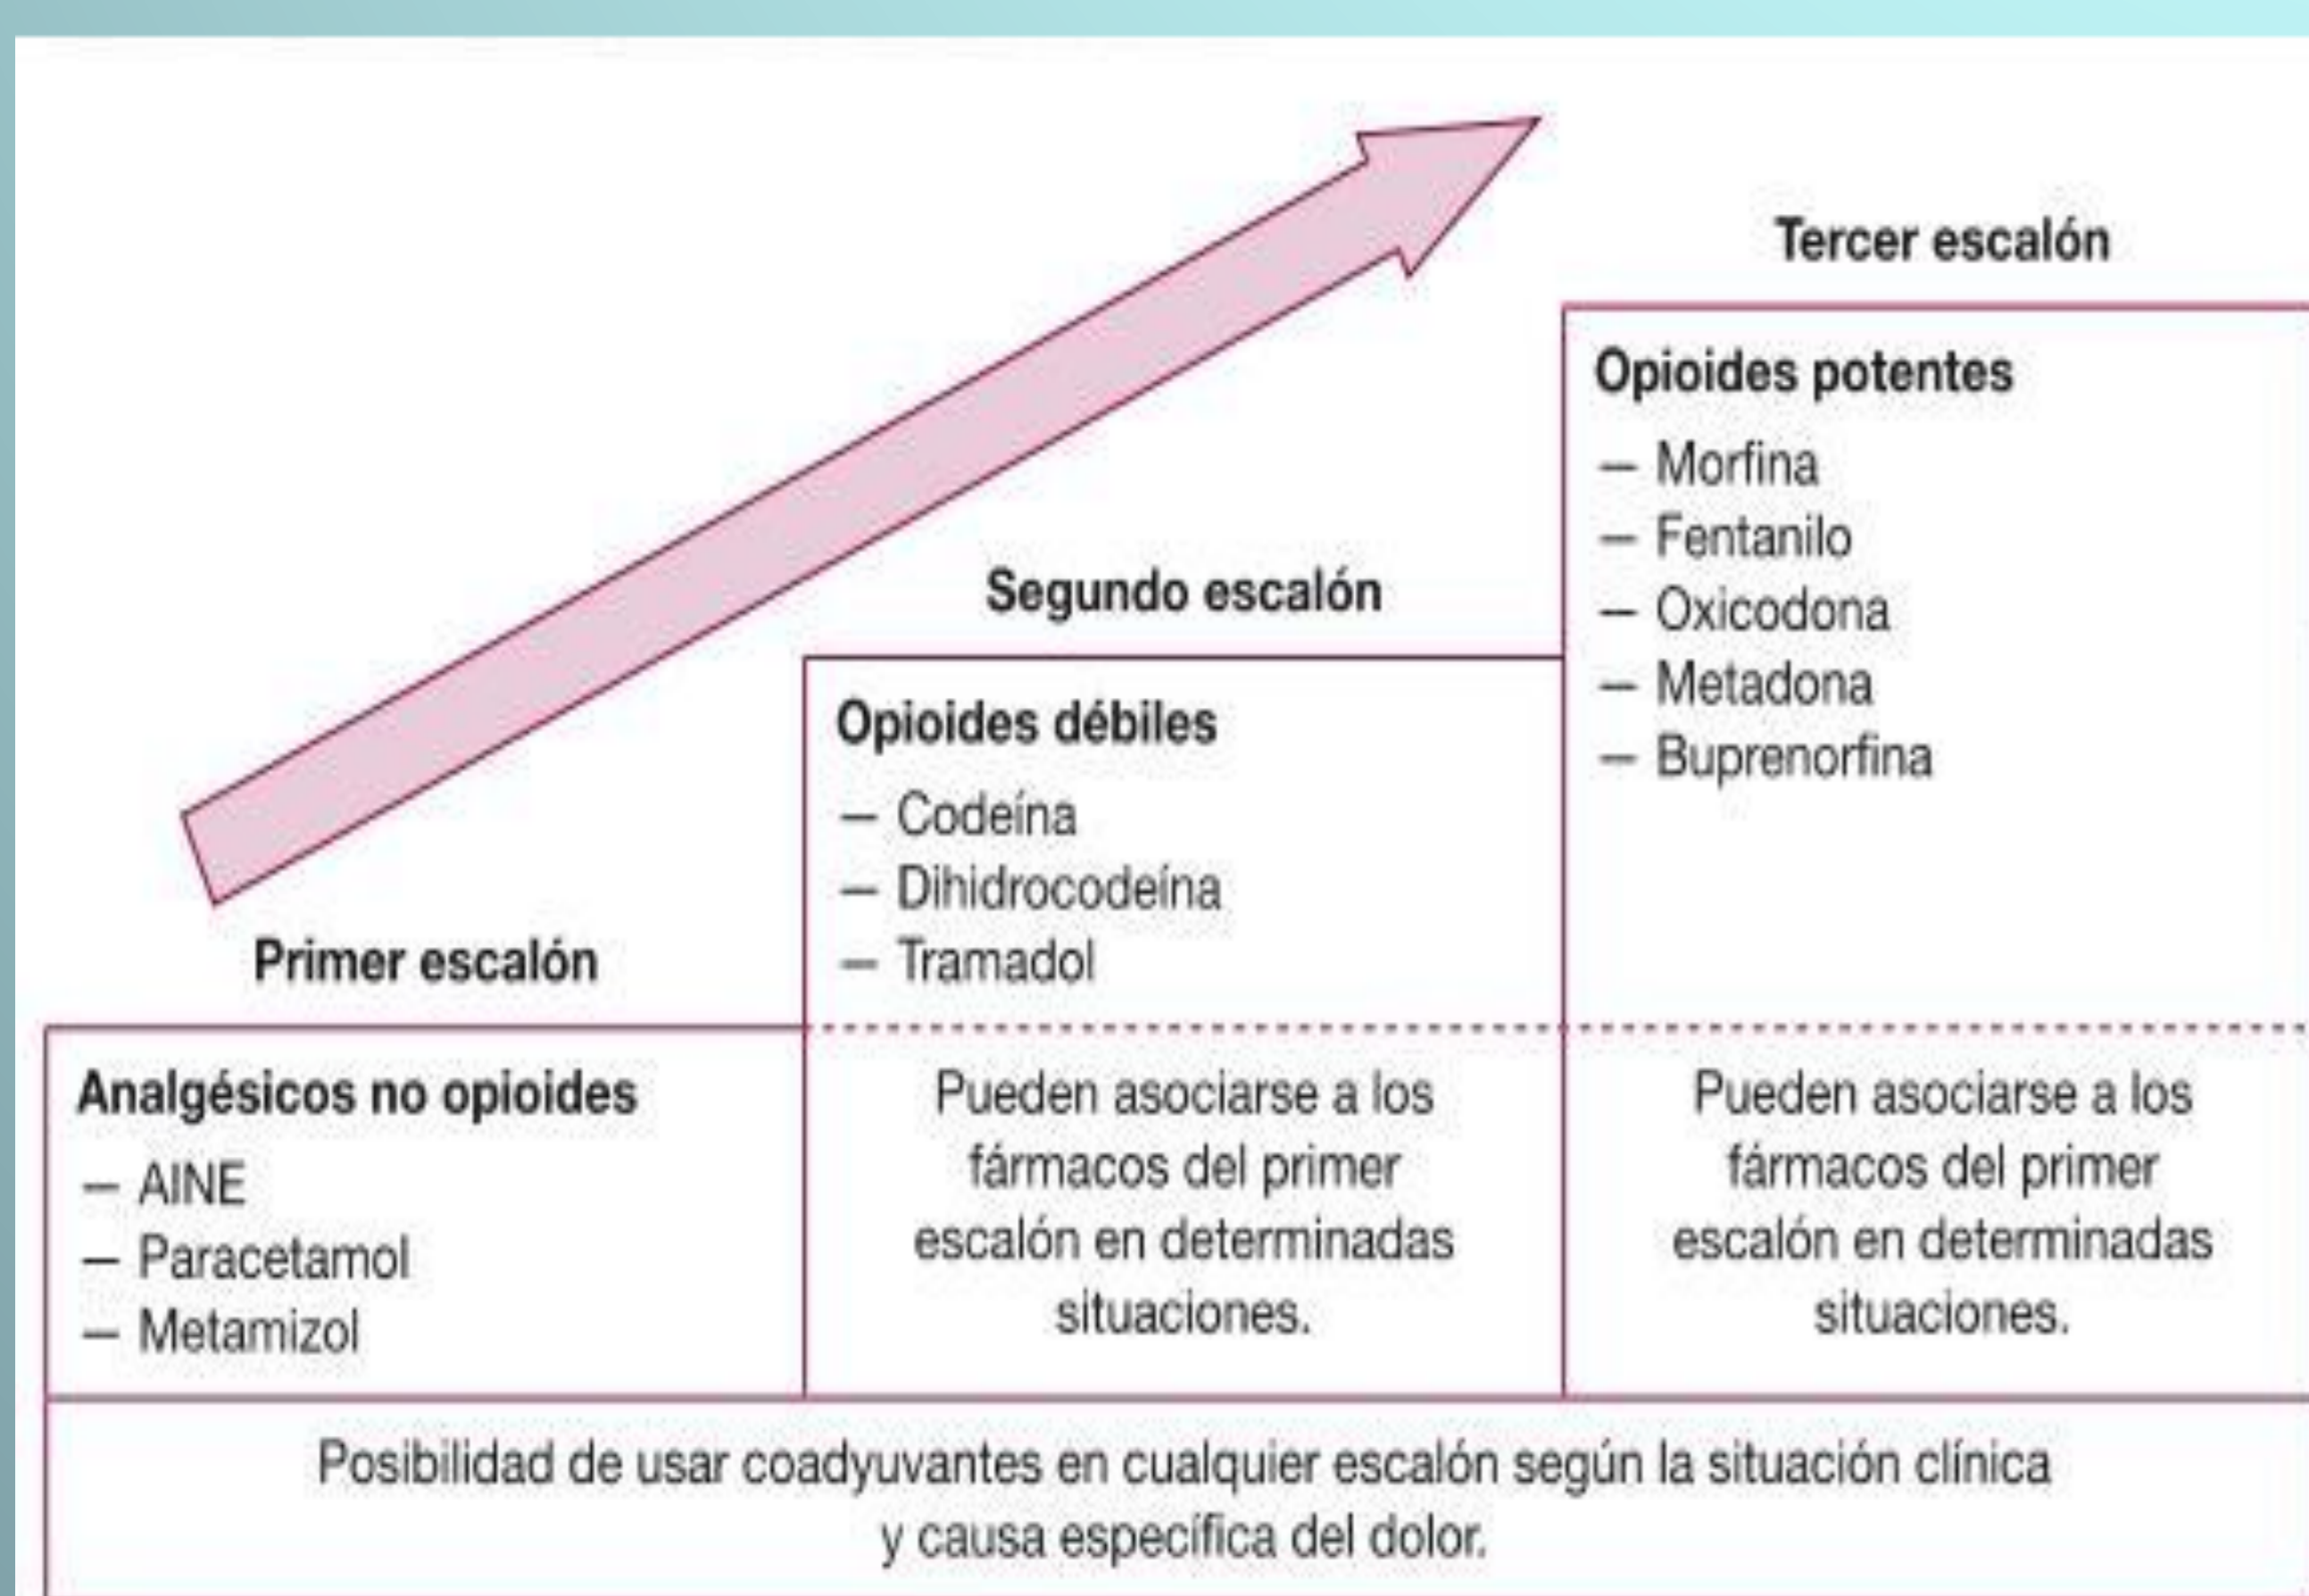 Tercer escalón
Opioides potentes
– Morfina
– Fentanilo
– Oxicodona
– Metadona
– Buprenorfina
Segundo escalón
Opioides débiles
– Codeína
– Dihidrocodeína
– Tramadol
Primer escalón
Analgésicos no opioides
– AINE
– Paracetamol
– Metamizol
Pueden asociarse a los
fármacos del primer
escalón en determinadas
situaciones.
Pueden asociarse a los
fármacos del primer
escalón en determinadas
situaciones.
Posibilidad de usar coadyuvantes en cualquier escalón según la situación clínica
y causa específica del dolor.